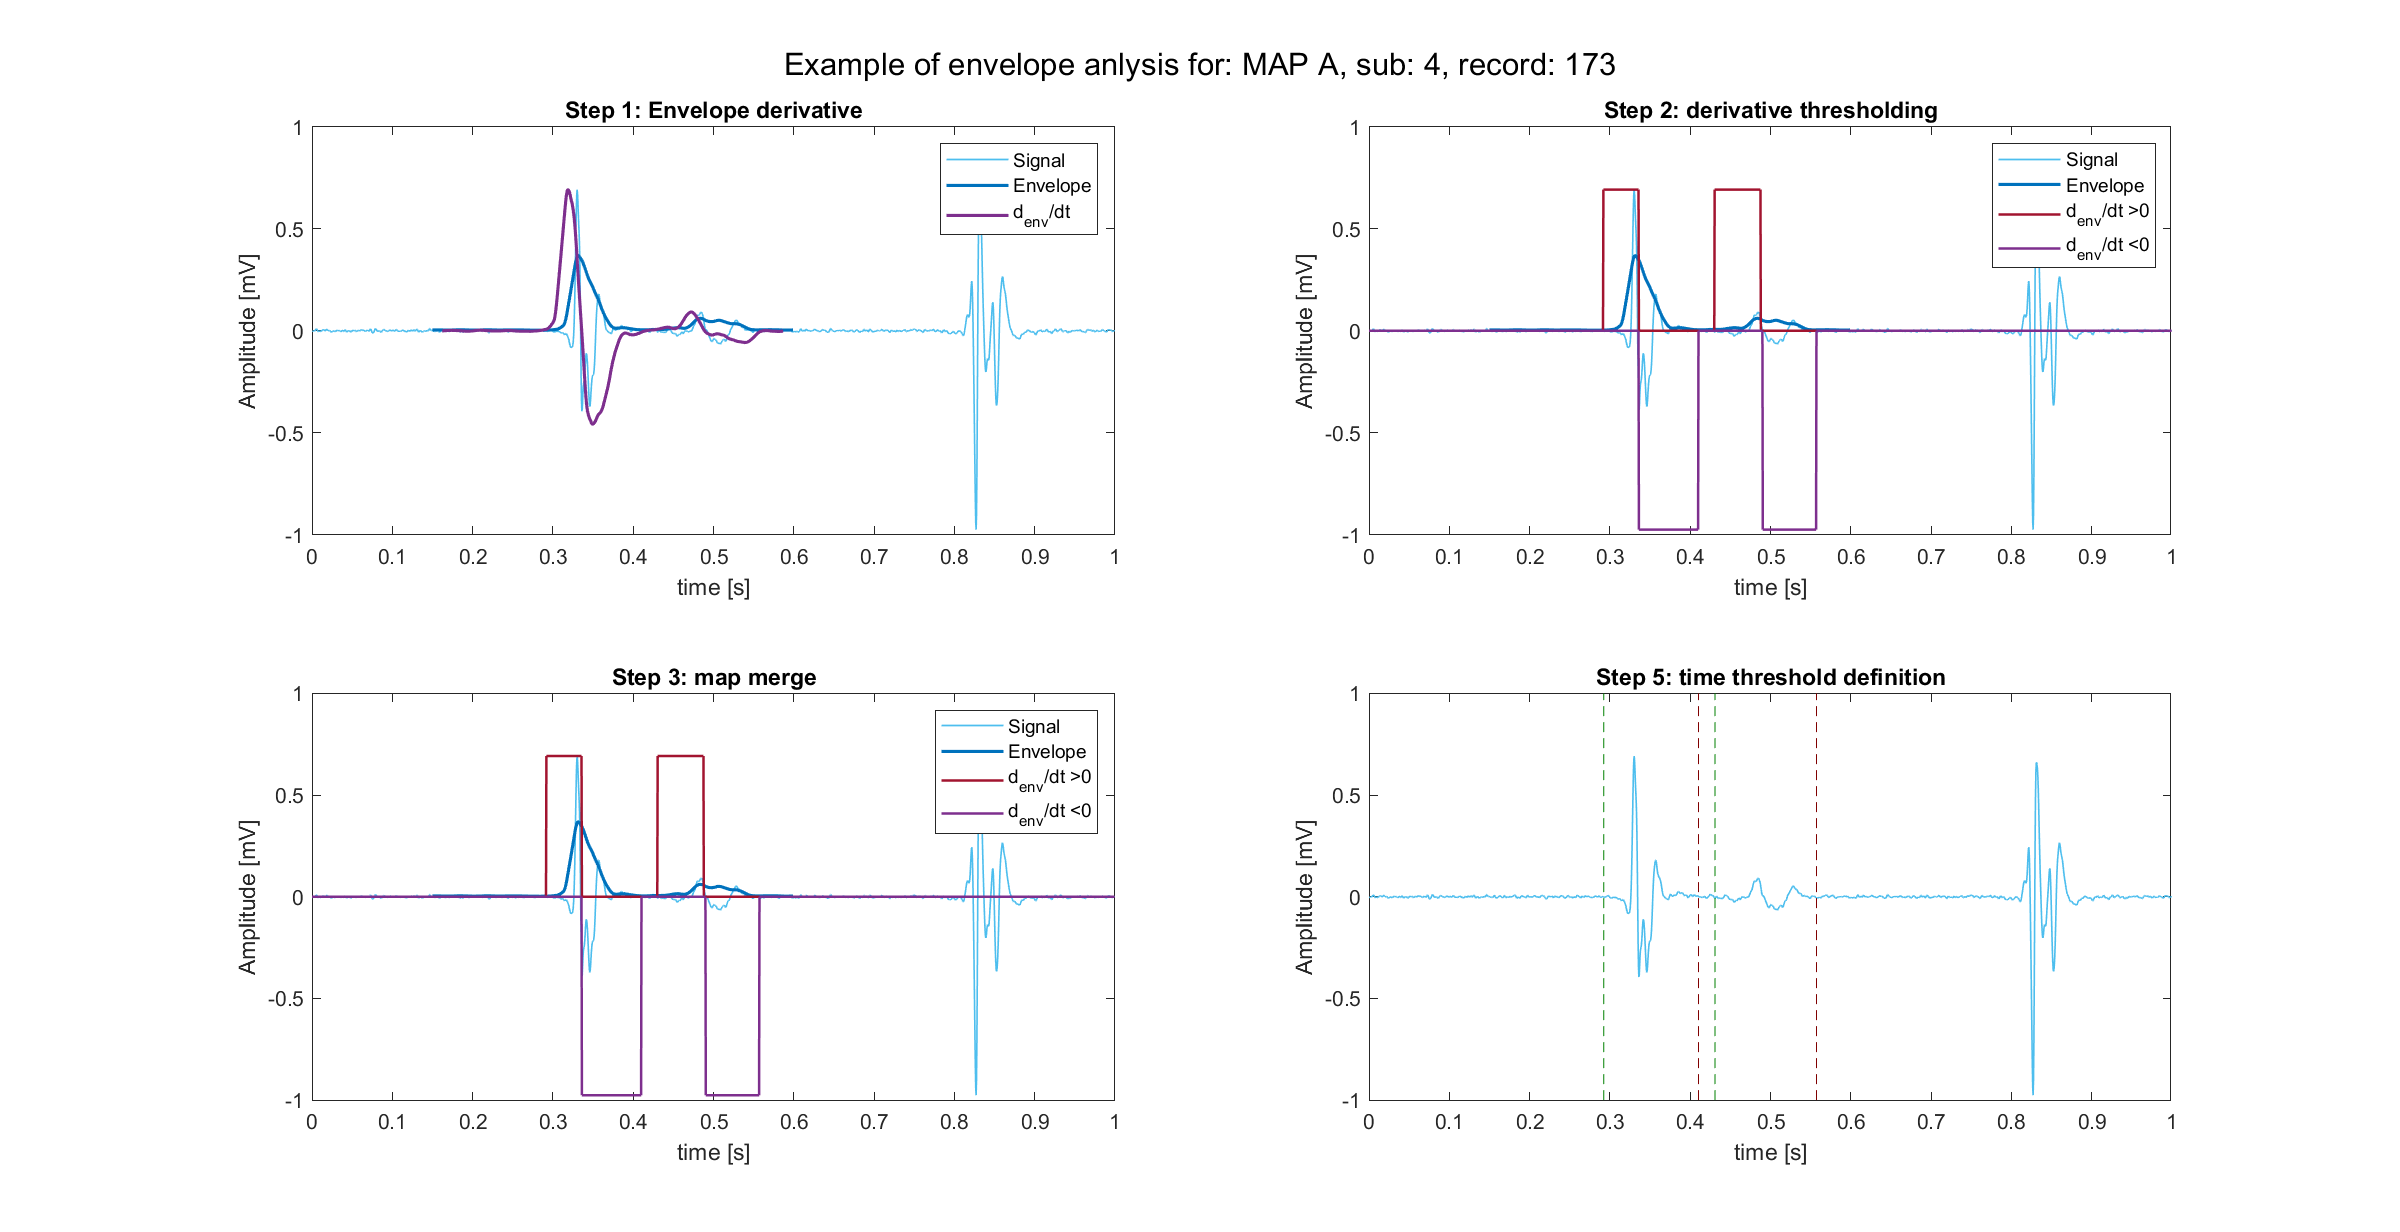 Example of envelope anlysis for: MAP A, sub: 4, record: 173
Step 1: Envelope derivative
Signal
Envelope
d_env/dt
1
0.5
0
-0.5
-1
Amplitude [mV]
0 0.1 0.2 0.3 0.4 0.5 0.6 0.7 0.8 0.9 1
time [s]
Step 2: derivative thresholding
Signal
Envelope
d_env/dt >0
d_env/dt <0
1
0.5
0
-0.5
-1
Amplitude [mV]
0 0.1 0.2 0.3 0.4 0.5 0.6 0.7 0.8 0.9 1
time [s]
Step 3: map merge
Signal
Envelope
d_env/dt >0
d_env/dt <0
1
0.5
0
-0.5
-1
Amplitude [mV]
0 0.1 0.2 0.3 0.4 0.5 0.6 0.7 0.8 0.9 1
time [s]
Step 5: time threshold definition
1
0.5
0
-0.5
-1
Amplitude [mV]
0 0.1 0.2 0.3 0.4 0.5 0.6 0.7 0.8 0.9 1
time [s]